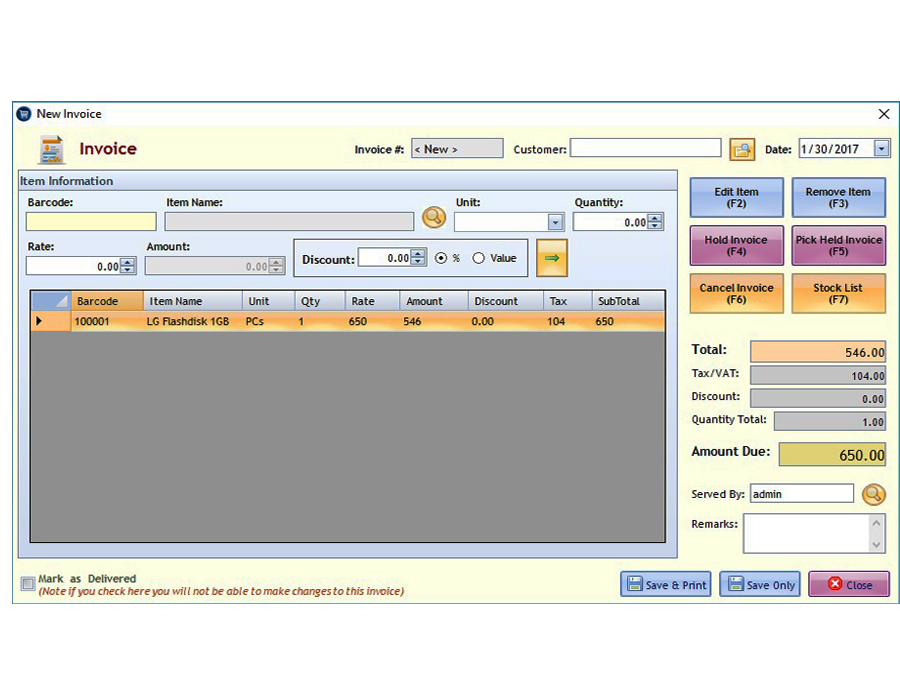 New Invoice
Invoice
Invoice #: < New > Customer: Date: 1/30/2017
Item Information
Barcode: Item Name: Unit: Quantity:
0.00
Rate: Amount:
0.00 0.00 Discount: 0.00 % Value
Barcode Item Name Unit Qty Rate Amount Discount Tax SubTotal
100001 LG Flashdisk 1GB PCs 1 650 546 0.00 104 650
Edit Item
(F2)
Remove Item
(F3)
Hold Invoice
(F4)
Pick Held Invoice
(F5)
Cancel Invoice
(F6)
Stock List
(F7)
Total: 546.00
Tax/VAT: 104.00
Discount: 0.00
Quantity Total: 1.00
Amount Due: 650.00
Served By: admin
Remarks:
Mark as Delivered
(Note if you check here you will not be able to make changes to this invoice)
Save & Print Save Only Close